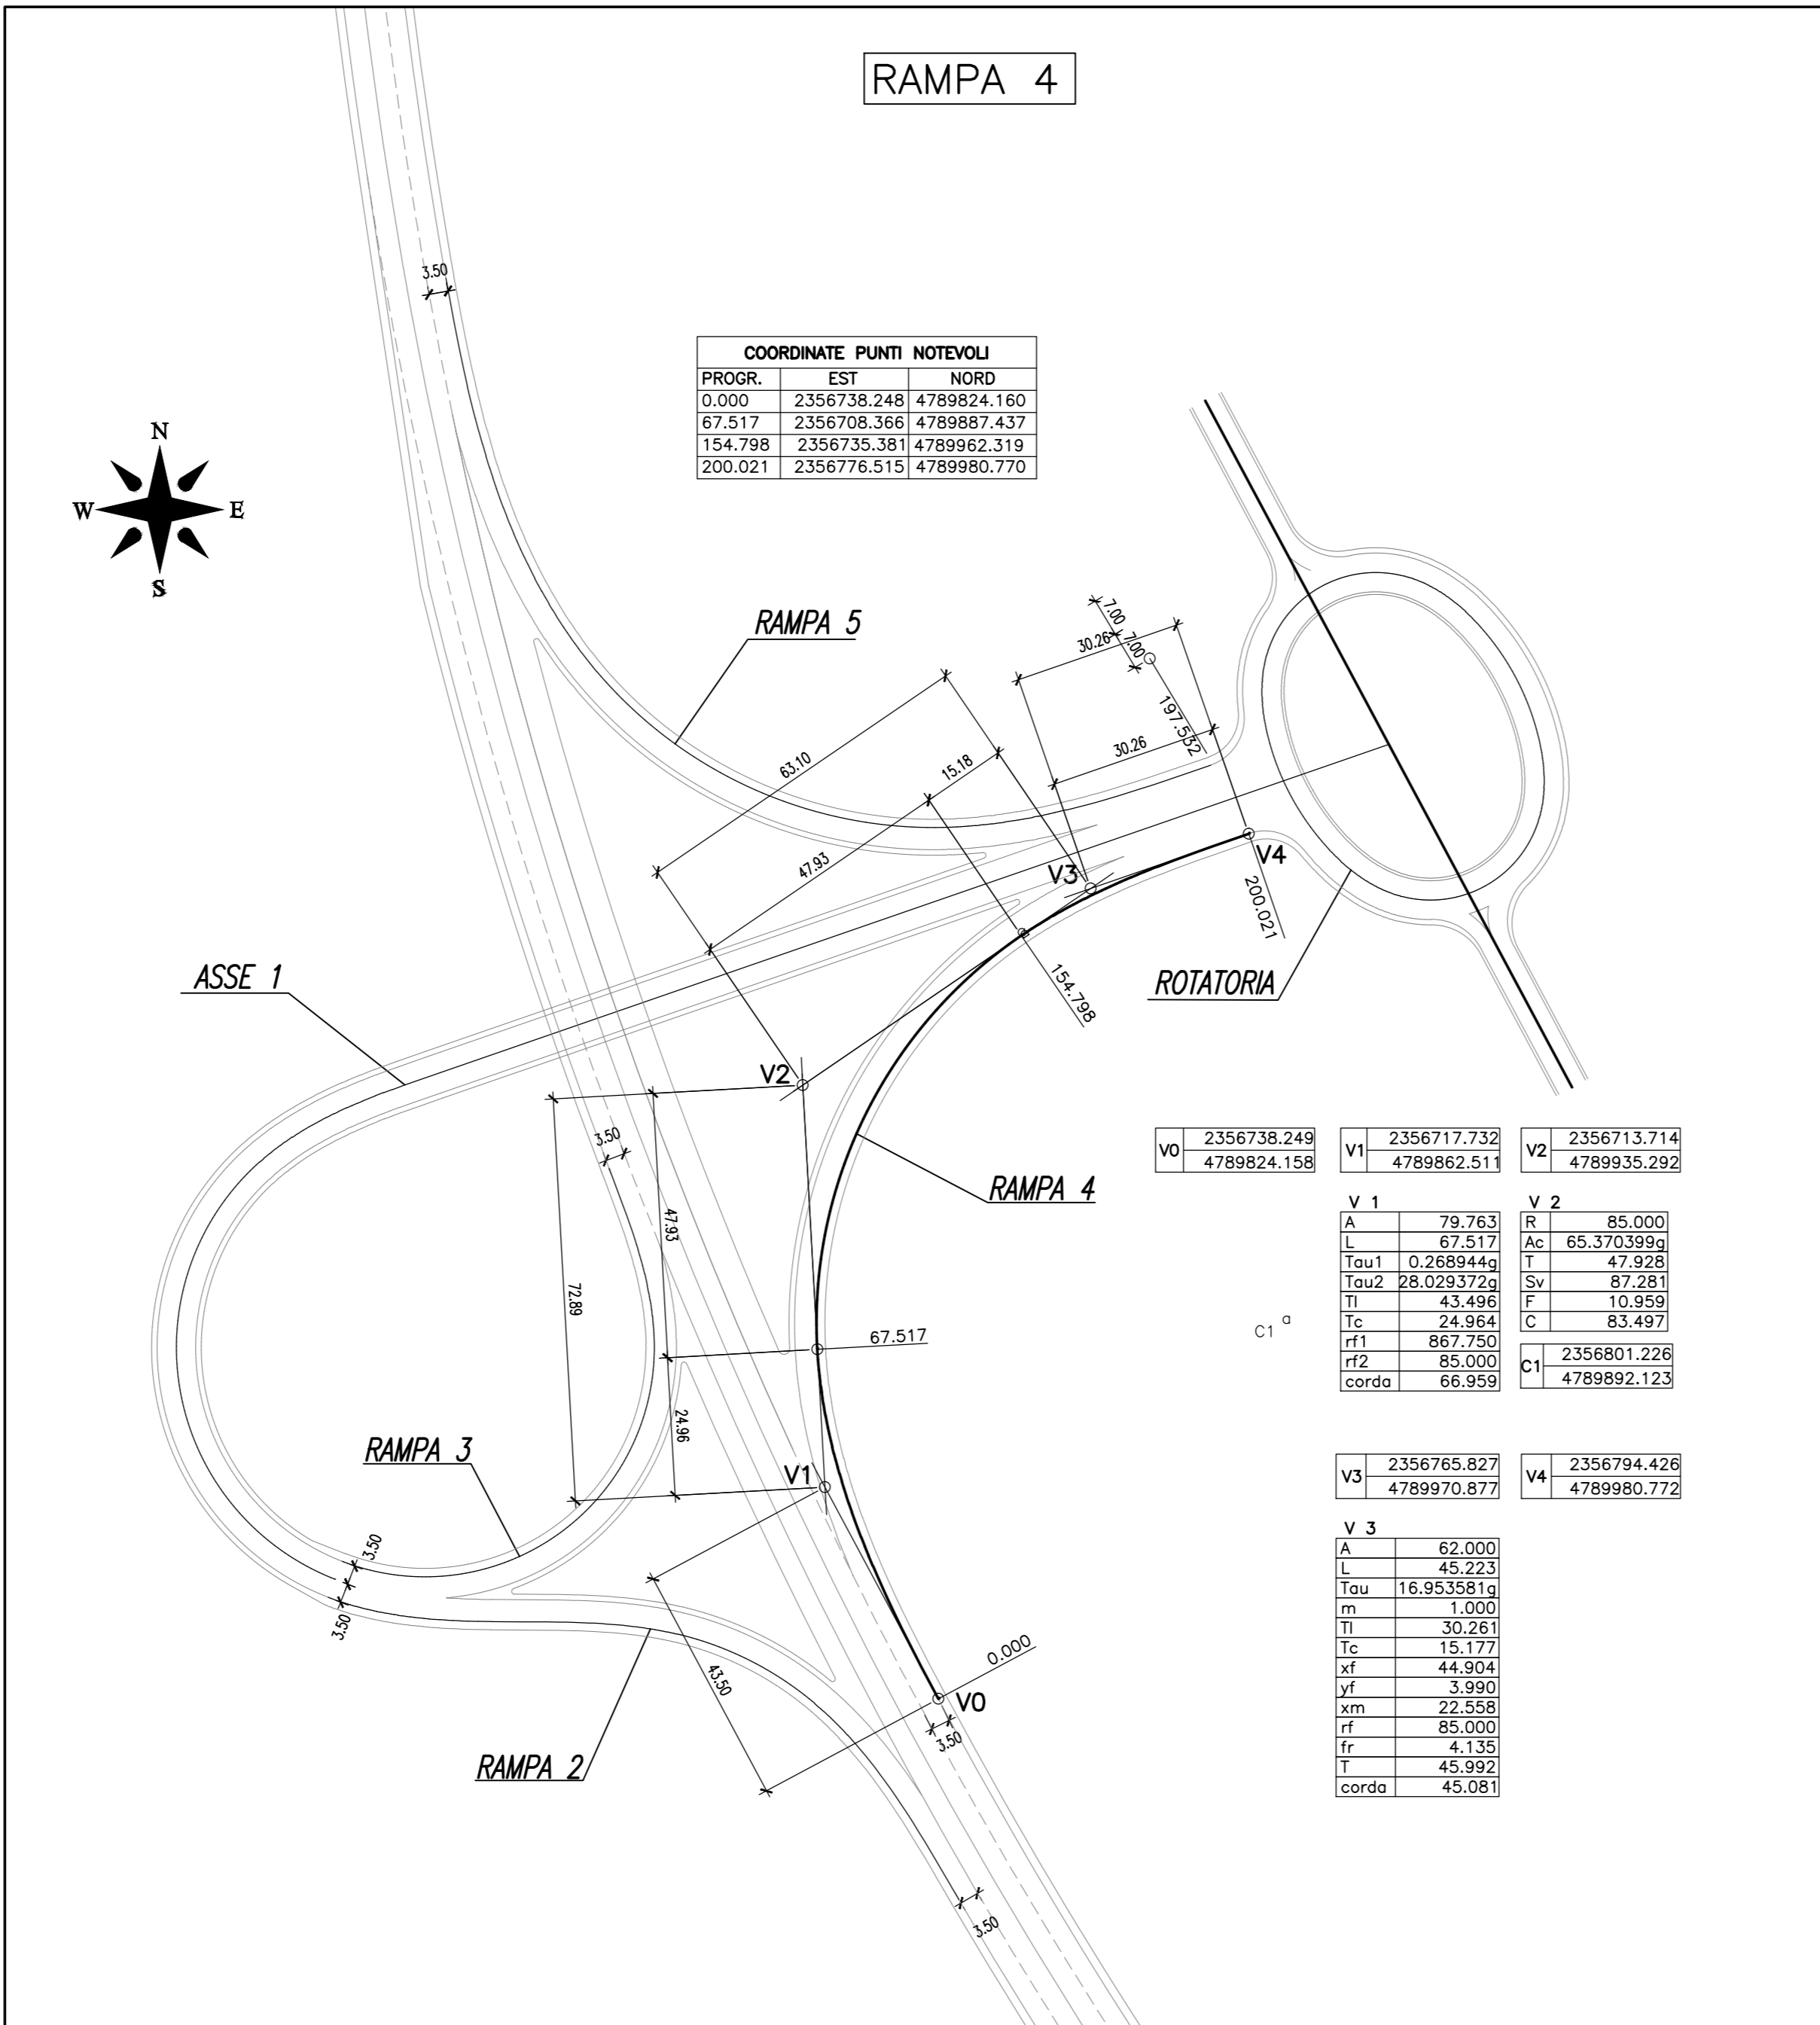 RAMPA 4
3.50
COORDINATE PUNTI NOTEVOLI
PROGR. EST NORD
0.000 2356738.248 4789824.160
67.517 2356708.366 4789887.437
154.798 2356735.381 4789962.319
200.021 2356776.515 4789980.770
N
W E
S
RAMPA 5
7.00
7.00
30.26
197.532
30.26
63.10
15.18
47.93
V3
V4
200.021
154.798
ASSE 1
ROTATORIA
V2
3.50
RAMPA 4
47.93
72.89
67.517
24.96
V1
RAMPA 3
3.50
3.50
43.50
0.000
V0
3.50
RAMPA 2
3.50
C1
V0 2356738.249
4789824.158
V1 2356717.732
4789862.511
V2 2356713.714
4789935.292
V 1
A 79.763
L 67.517
Tau1 0.268944g
Tau2 28.029372g
Tl 43.496
Tc 24.964
rf1 867.750
rf2 85.000
corda 66.959
V 2
R 85.000
Ac 65.370399g
T 47.928
Sv 87.281
F 10.959
C 83.497
C1 2356801.226
4789892.123
V3 2356765.827
4789970.877
V4 2356794.426
4789980.772
V 3
A 62.000
L 45.223
Tau 16.953581g
m 1.000
Tl 30.261
Tc 15.177
xf 44.904
yf 3.990
xm 22.558
rf 85.000
fr 4.135
T 45.992
corda 45.081